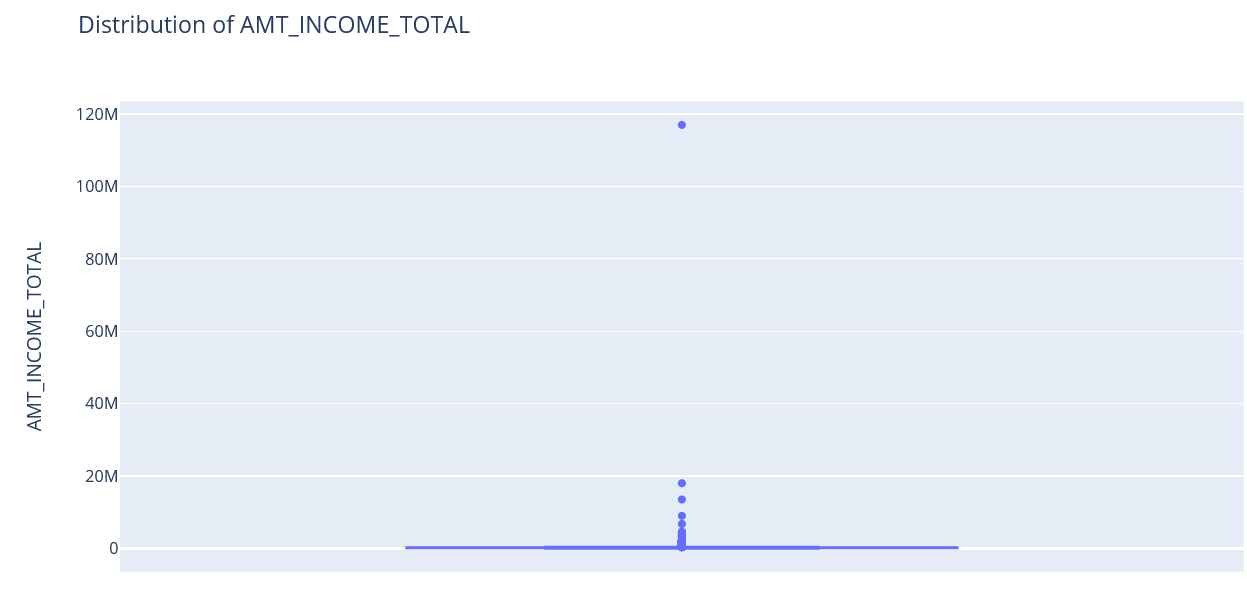 Distribution of AMT_INCOME_TOTAL
120M
100M
80M
60M
40M
20M
0
AMT_INCOME_TOTAL